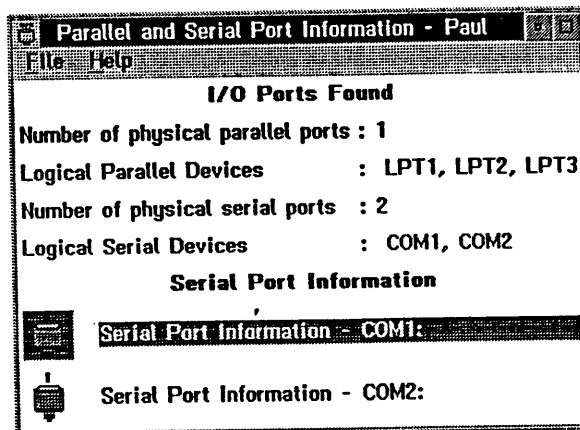 Parallel and Serial Port Information - Paul
File Help
I/O Ports Found
Number of physical parallel ports : 1
Logical Parallel Devices : LPT1, LPT2, LPT3
Number of physical serial ports : 2
Logical Serial Devices : COM1, COM2
Serial Port Information
Serial Port Information - COM1:
Serial Port Information - COM2: